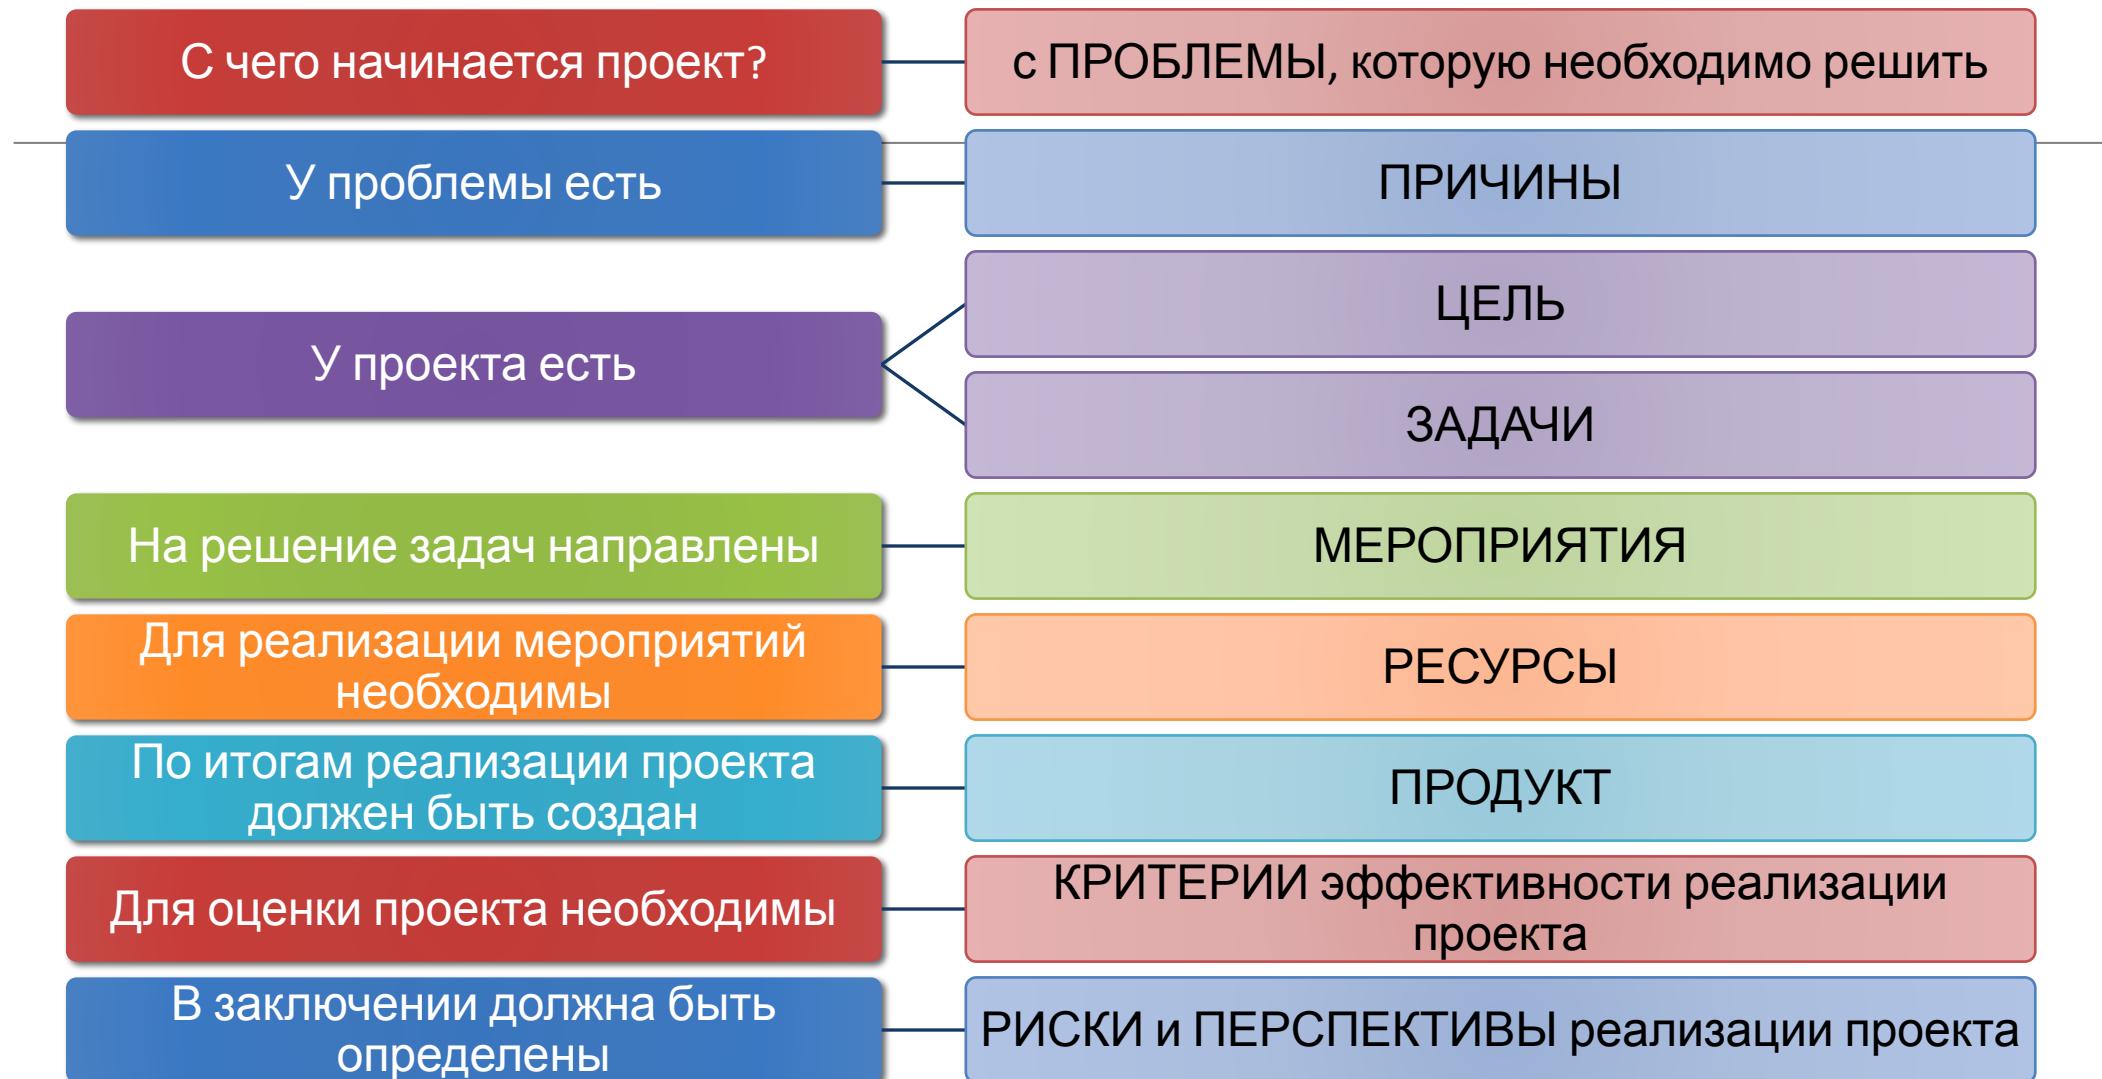 С чего начинается проект?
с ПРОБЛЕМЫ, которую необходимо решить
У проблемы есть
ПРИЧИНЫ
У проекта есть
ЦЕЛЬ
ЗАДАЧИ
На решение задач направлены
МЕРОПРИЯТИЯ
Для реализации мероприятий
необходимы
РЕСУРСЫ
По итогам реализации проекта
должен быть создан
ПРОДУКТ
Для оценки проекта необходимы
КРИТЕРИИ эффективности реализации
проекта
В заключении должна быть
определены
РИСКИ и ПЕРСПЕКТИВЫ реализации проекта